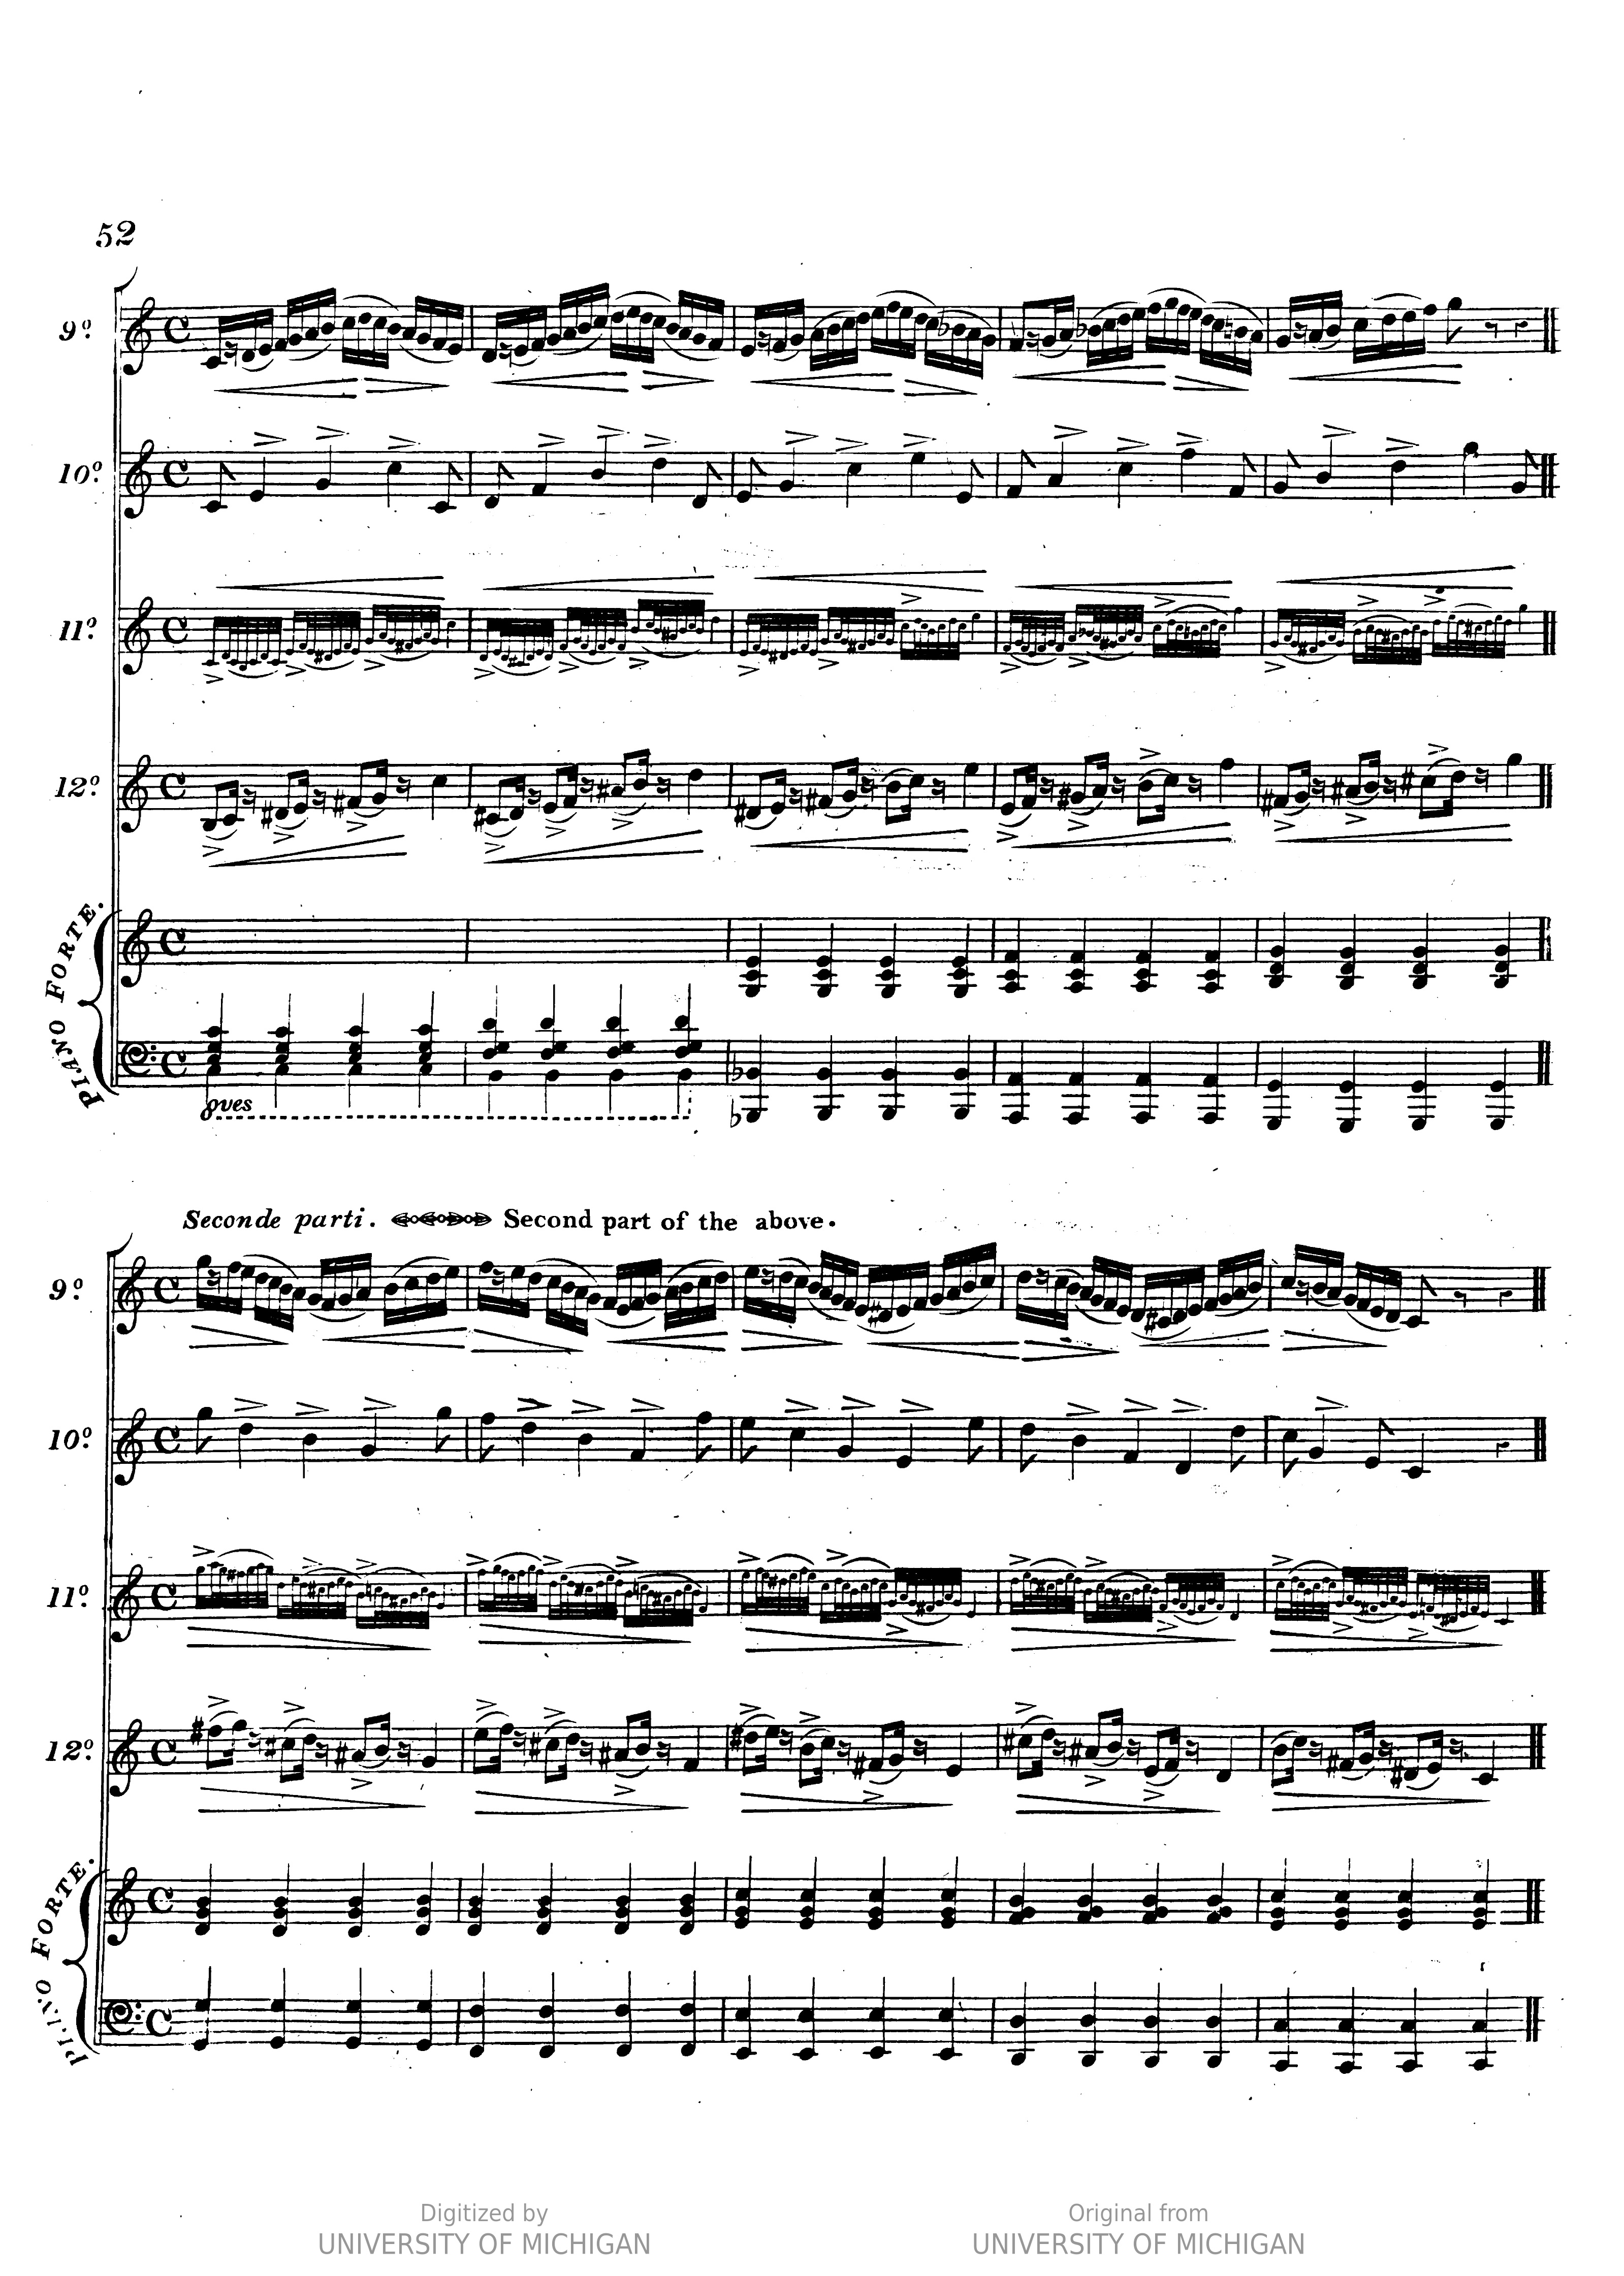 52
9º
10º
11º
12º
PIANO FORTE.
8ves
Seconde parti. Second part of the above.
9º
10º
11º
12º
PIANO FORTE.
Digitized by
UNIVERSITY OF MICHIGAN
Original from
UNIVERSITY OF MICHIGAN